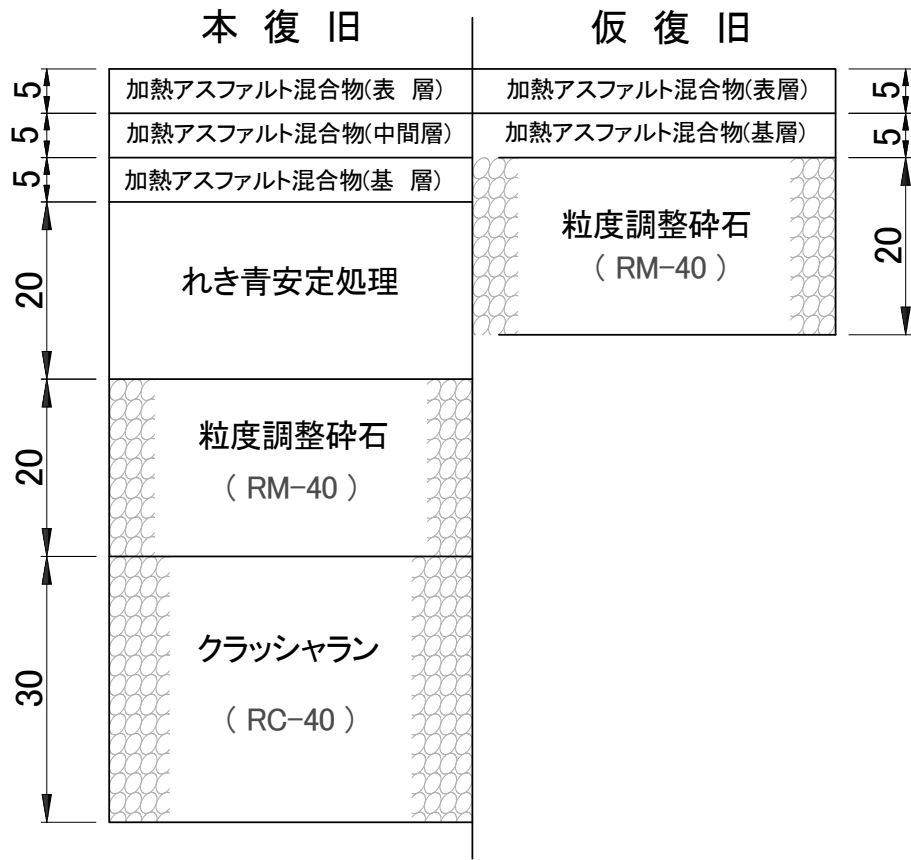 本 復 旧
仮 復 旧
5
加熱アスファルト混合物(表　層)
加熱アスファルト混合物(表層)
5
5
加熱アスファルト混合物(中間層)
加熱アスファルト混合物(基層)
5
5
加熱アスファルト混合物(基　層)
粒度調整砕石
( RM-40 )
20
20
れき青安定処理
20
粒度調整砕石
( RM-40 )
30
クラッシャラン
( RC-40 )